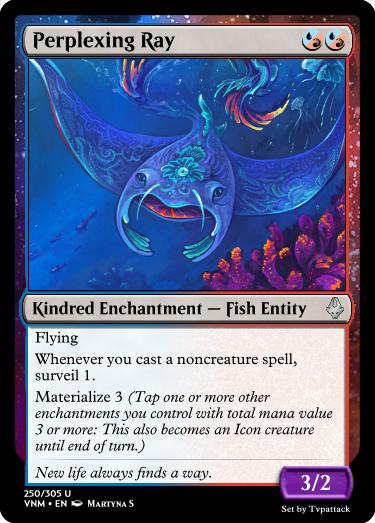 Perplexing Ray
Kindred Enchantment — Fish Entity
Flying
Whenever you cast a noncreature spell,
surveil 1.
Materialize 3 (Tap one or more other
enchantments you control with total mana value
3 or more: This also becomes an Icon creature
until end of turn.)
New life always finds a way.
3/2
250/305 U
VNM • EN Martyna S
Set by Tvpattack